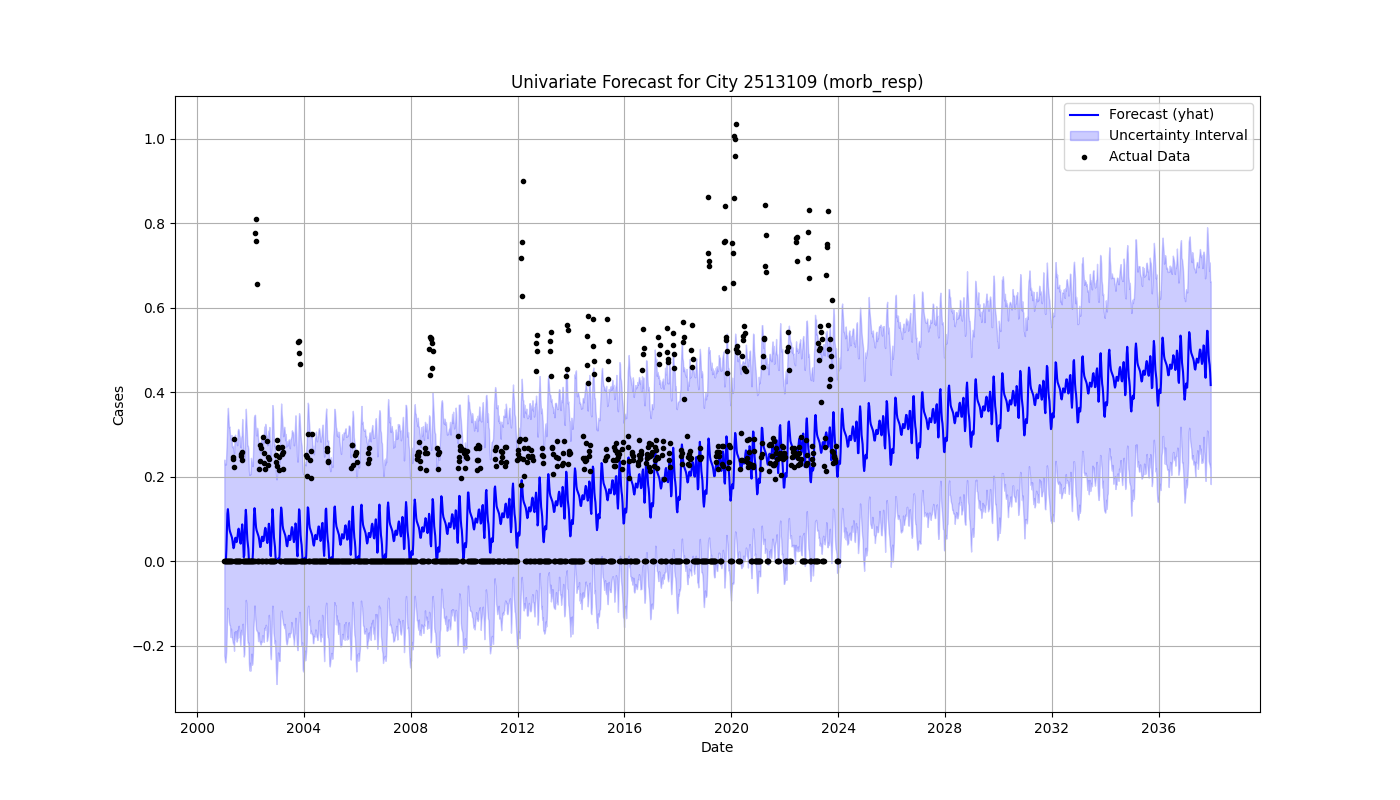 Univariate Forecast for City 2513109 (morb_resp)
Forecast (yhat)
Uncertainty Interval
Actual Data
Cases
1.0
0.8
0.6
0.4
0.2
0.0
−0.2
2000 2004 2008 2012 2016 2020 2024 2028 2032 2036
Date